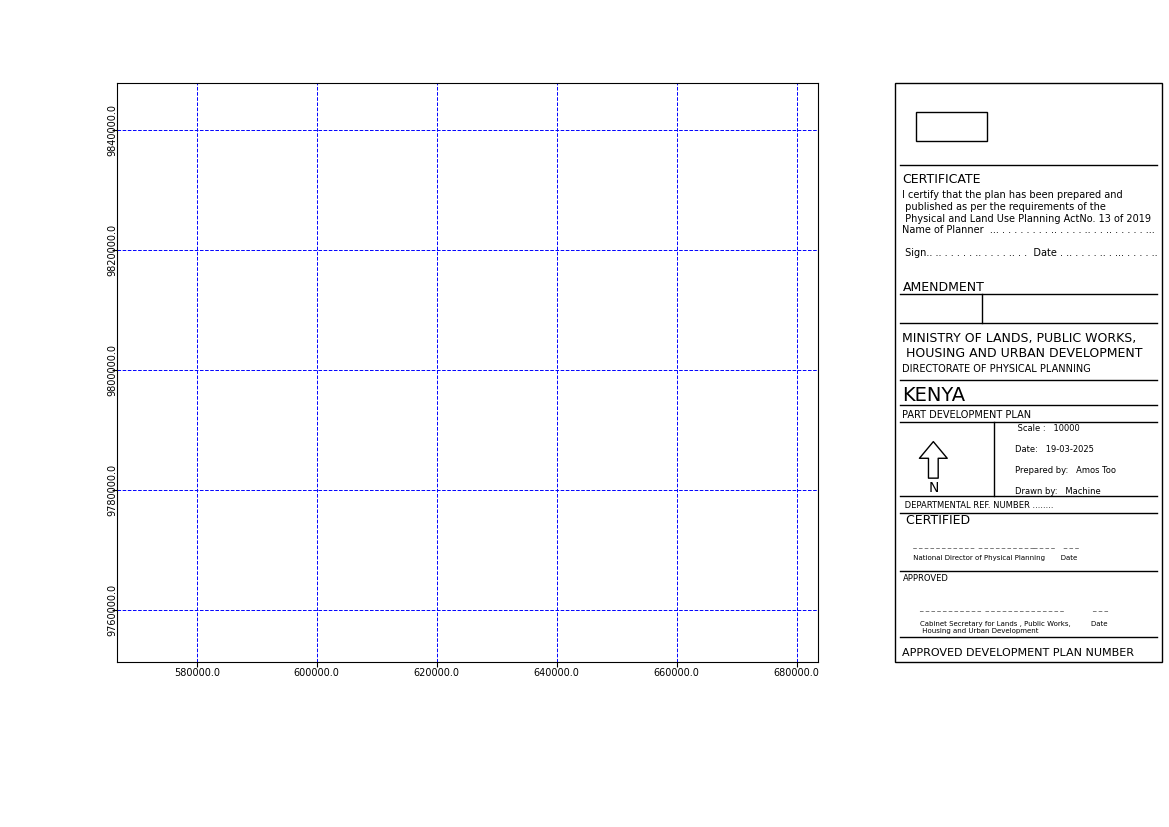 9840000.0
9820000.0
9800000.0
9780000.0
9760000.0
580000.0 600000.0 620000.0 640000.0 660000.0 680000.0
CERTIFICATE
I certify that the plan has been prepared and
published as per the requirements of the
Physical and Land Use Planning ActNo. 13 of 2019
Name of Planner ... . . . . . . . . .. . . . . .. .. . . .. . . . . . ...
Sign.. .. . . . . . .. . . . . .. . . Date . .. . . . . .. . ... . . . . ..
AMENDMENT
MINISTRY OF LANDS, PUBLIC WORKS,
HOUSING AND URBAN DEVELOPMENT
DIRECTORATE OF PHYSICAL PLANNING
KENYA
PART DEVELOPMENT PLAN
Scale : 10000
Date: 19-03-2025
Prepared by: Amos Too
Drawn by: Machine
N
DEPARTMENTAL REF. NUMBER ........
CERTIFIED
National Director of Physical Planning Date
APPROVED
Cabinet Secretary for Lands , Public Works, Date
Housing and Urban Development
APPROVED DEVELOPMENT PLAN NUMBER